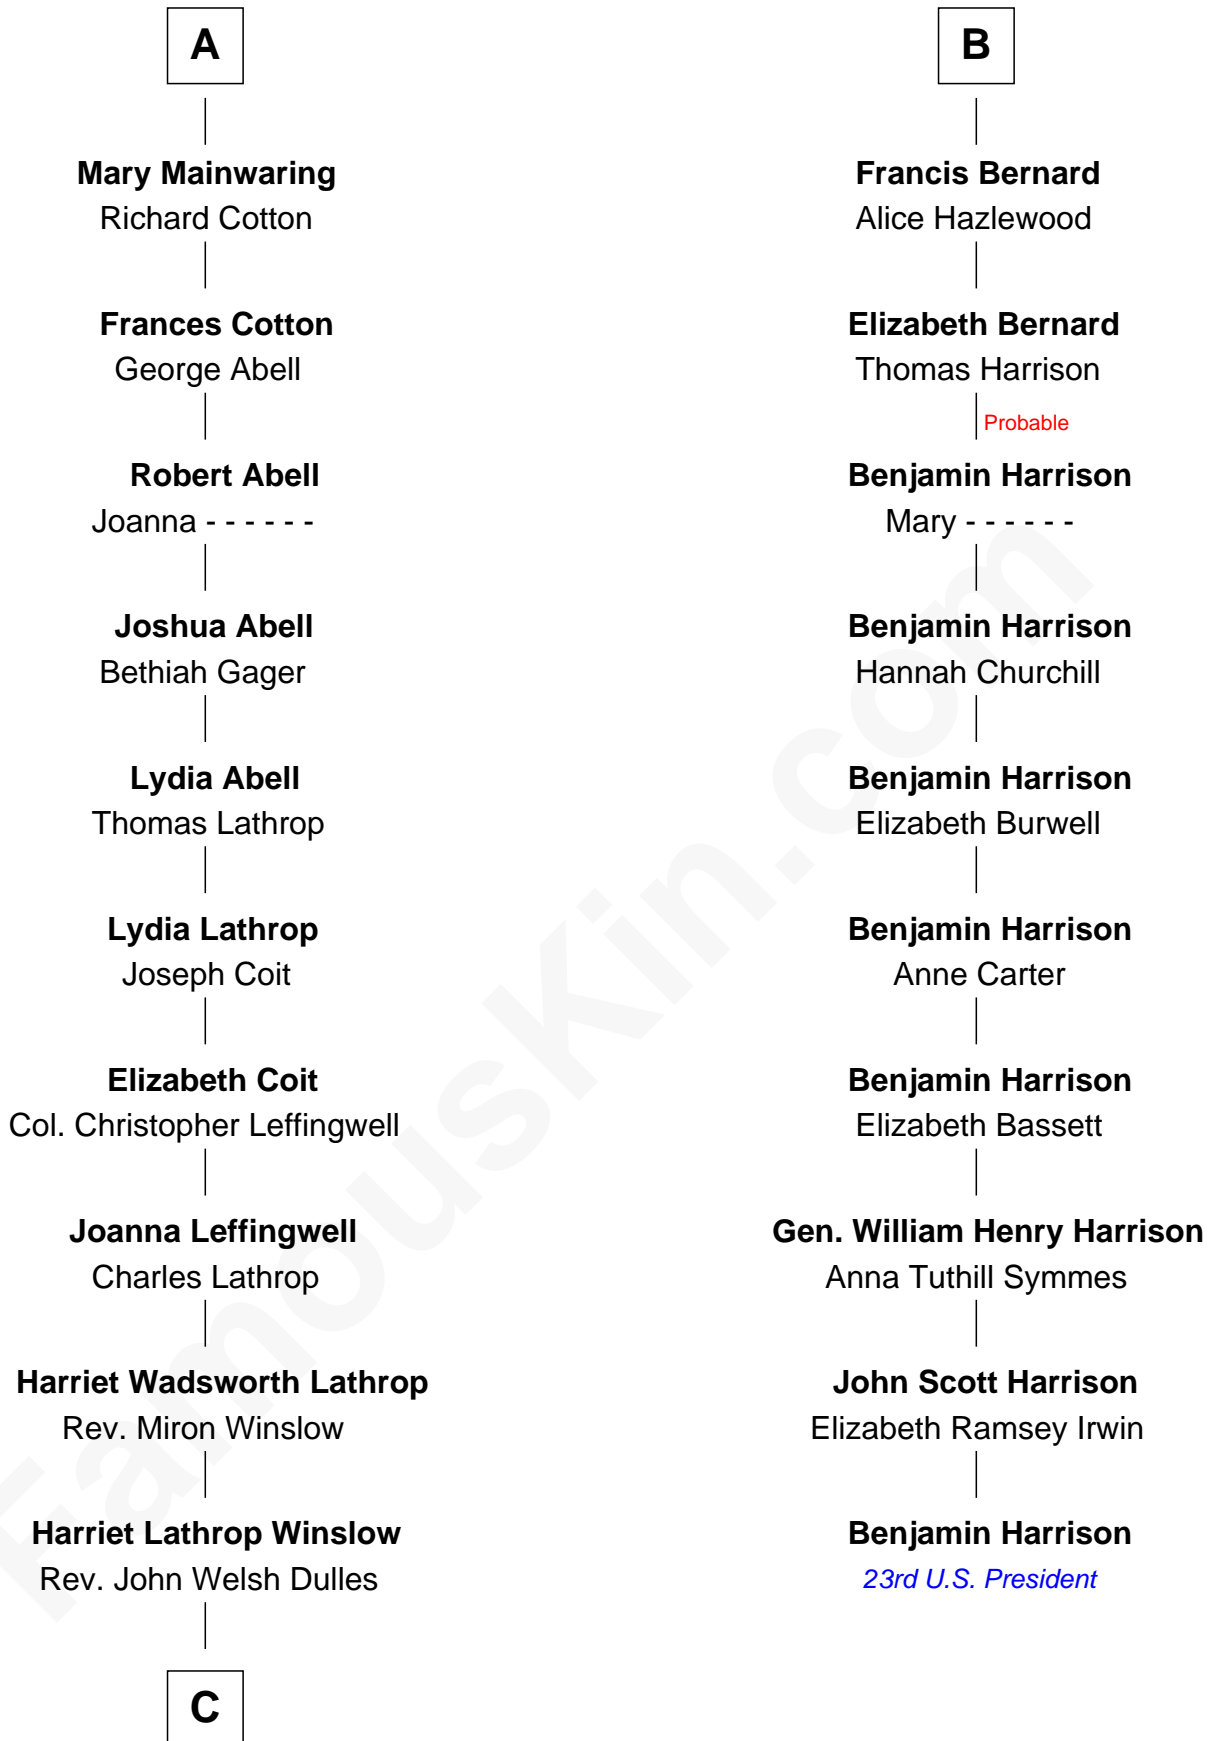 A
Mary Mainwaring
Richard Cotton
Frances Cotton
George Abell
Robert Abell
Joanna - - - - - -
Joshua Abell
Bethiah Gager
Lydia Abell
Thomas Lathrop
Lydia Lathrop
Joseph Coit
Elizabeth Coit
Col. Christopher Leffingwell
Joanna Leffingwell
Charles Lathrop
Harriet Wadsworth Lathrop
Rev. Miron Winslow
Harriet Lathrop Winslow
Rev. John Welsh Dulles
C
B
Francis Bernard
Alice Hazlewood
Elizabeth Bernard
Thomas Harrison
Probable
Benjamin Harrison
Mary - - - - - -
Benjamin Harrison
Hannah Churchill
Benjamin Harrison
Elizabeth Burwell
Benjamin Harrison
Anne Carter
Benjamin Harrison
Elizabeth Bassett
Gen. William Henry Harrison
Anna Tuthill Symmes
John Scott Harrison
Elizabeth Ramsey Irwin
Benjamin Harrison
23rd U.S. President
FamousKin.com